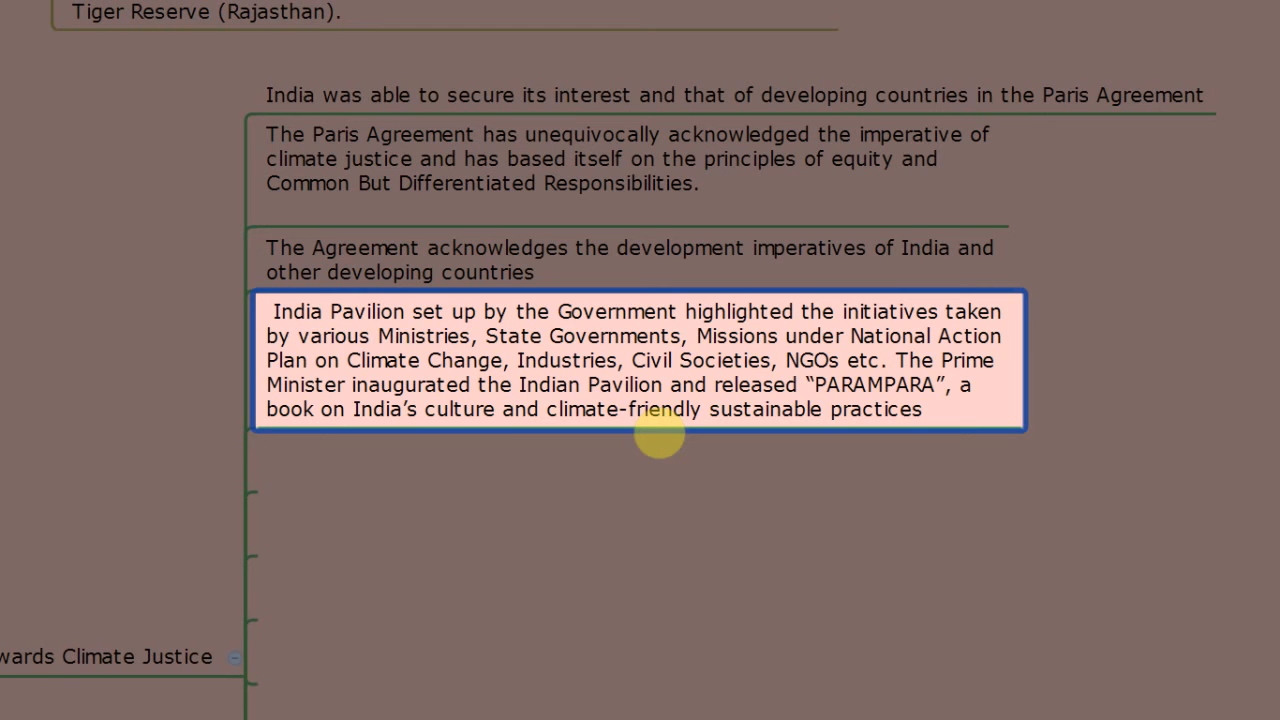 Tiger Reserve (Rajasthan).
India was able to secure its interest and that of developing countries in the Paris Agreement
The Paris Agreement has unequivocally acknowledged the imperative of
climate justice and has based itself on the principles of equity and
Common But Differentiated Responsibilities.
The Agreement acknowledges the development imperatives of India and
other developing countries
India Pavilion set up by the Government highlighted the initiatives taken
by various Ministries, State Governments, Missions under National Action
Plan on Climate Change, Industries, Civil Societies, NGOs etc. The Prime
Minister inaugurated the Indian Pavilion and released “PARAMPARA”, a
book on India’s culture and climate-friendly sustainable practices
wards Climate Justice